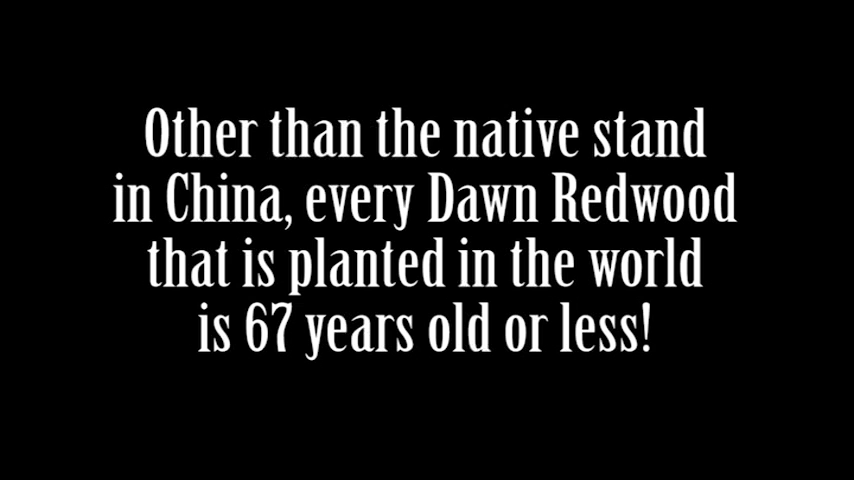 Other than the native stand
in China, every Dawn Redwood
that is planted in the world
is 67 years old or less!